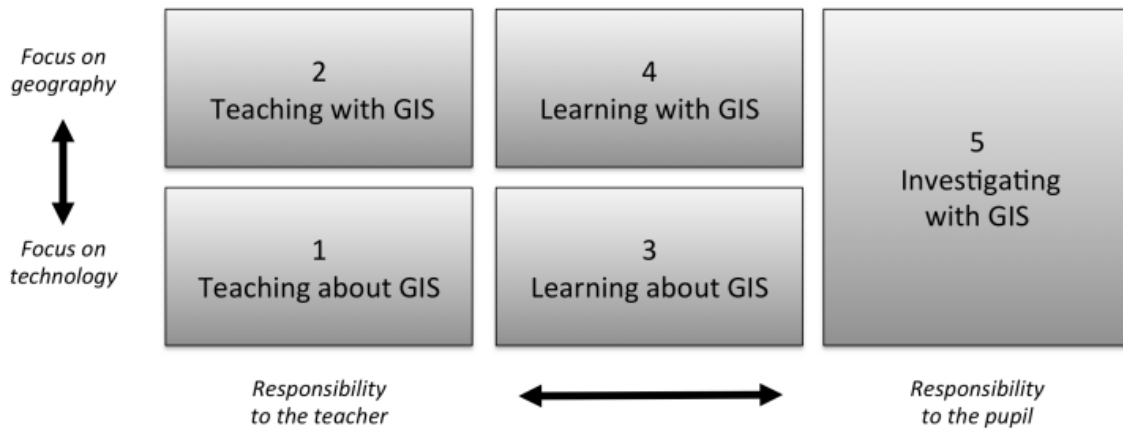 Focus on
geography
2
Teaching with GIS
4
Learning with GIS
5
Investigating
with GIS
Focus on
technology
1
Teaching about GIS
3
Learning about GIS
Responsibility
to the teacher
Responsibility
to the pupil